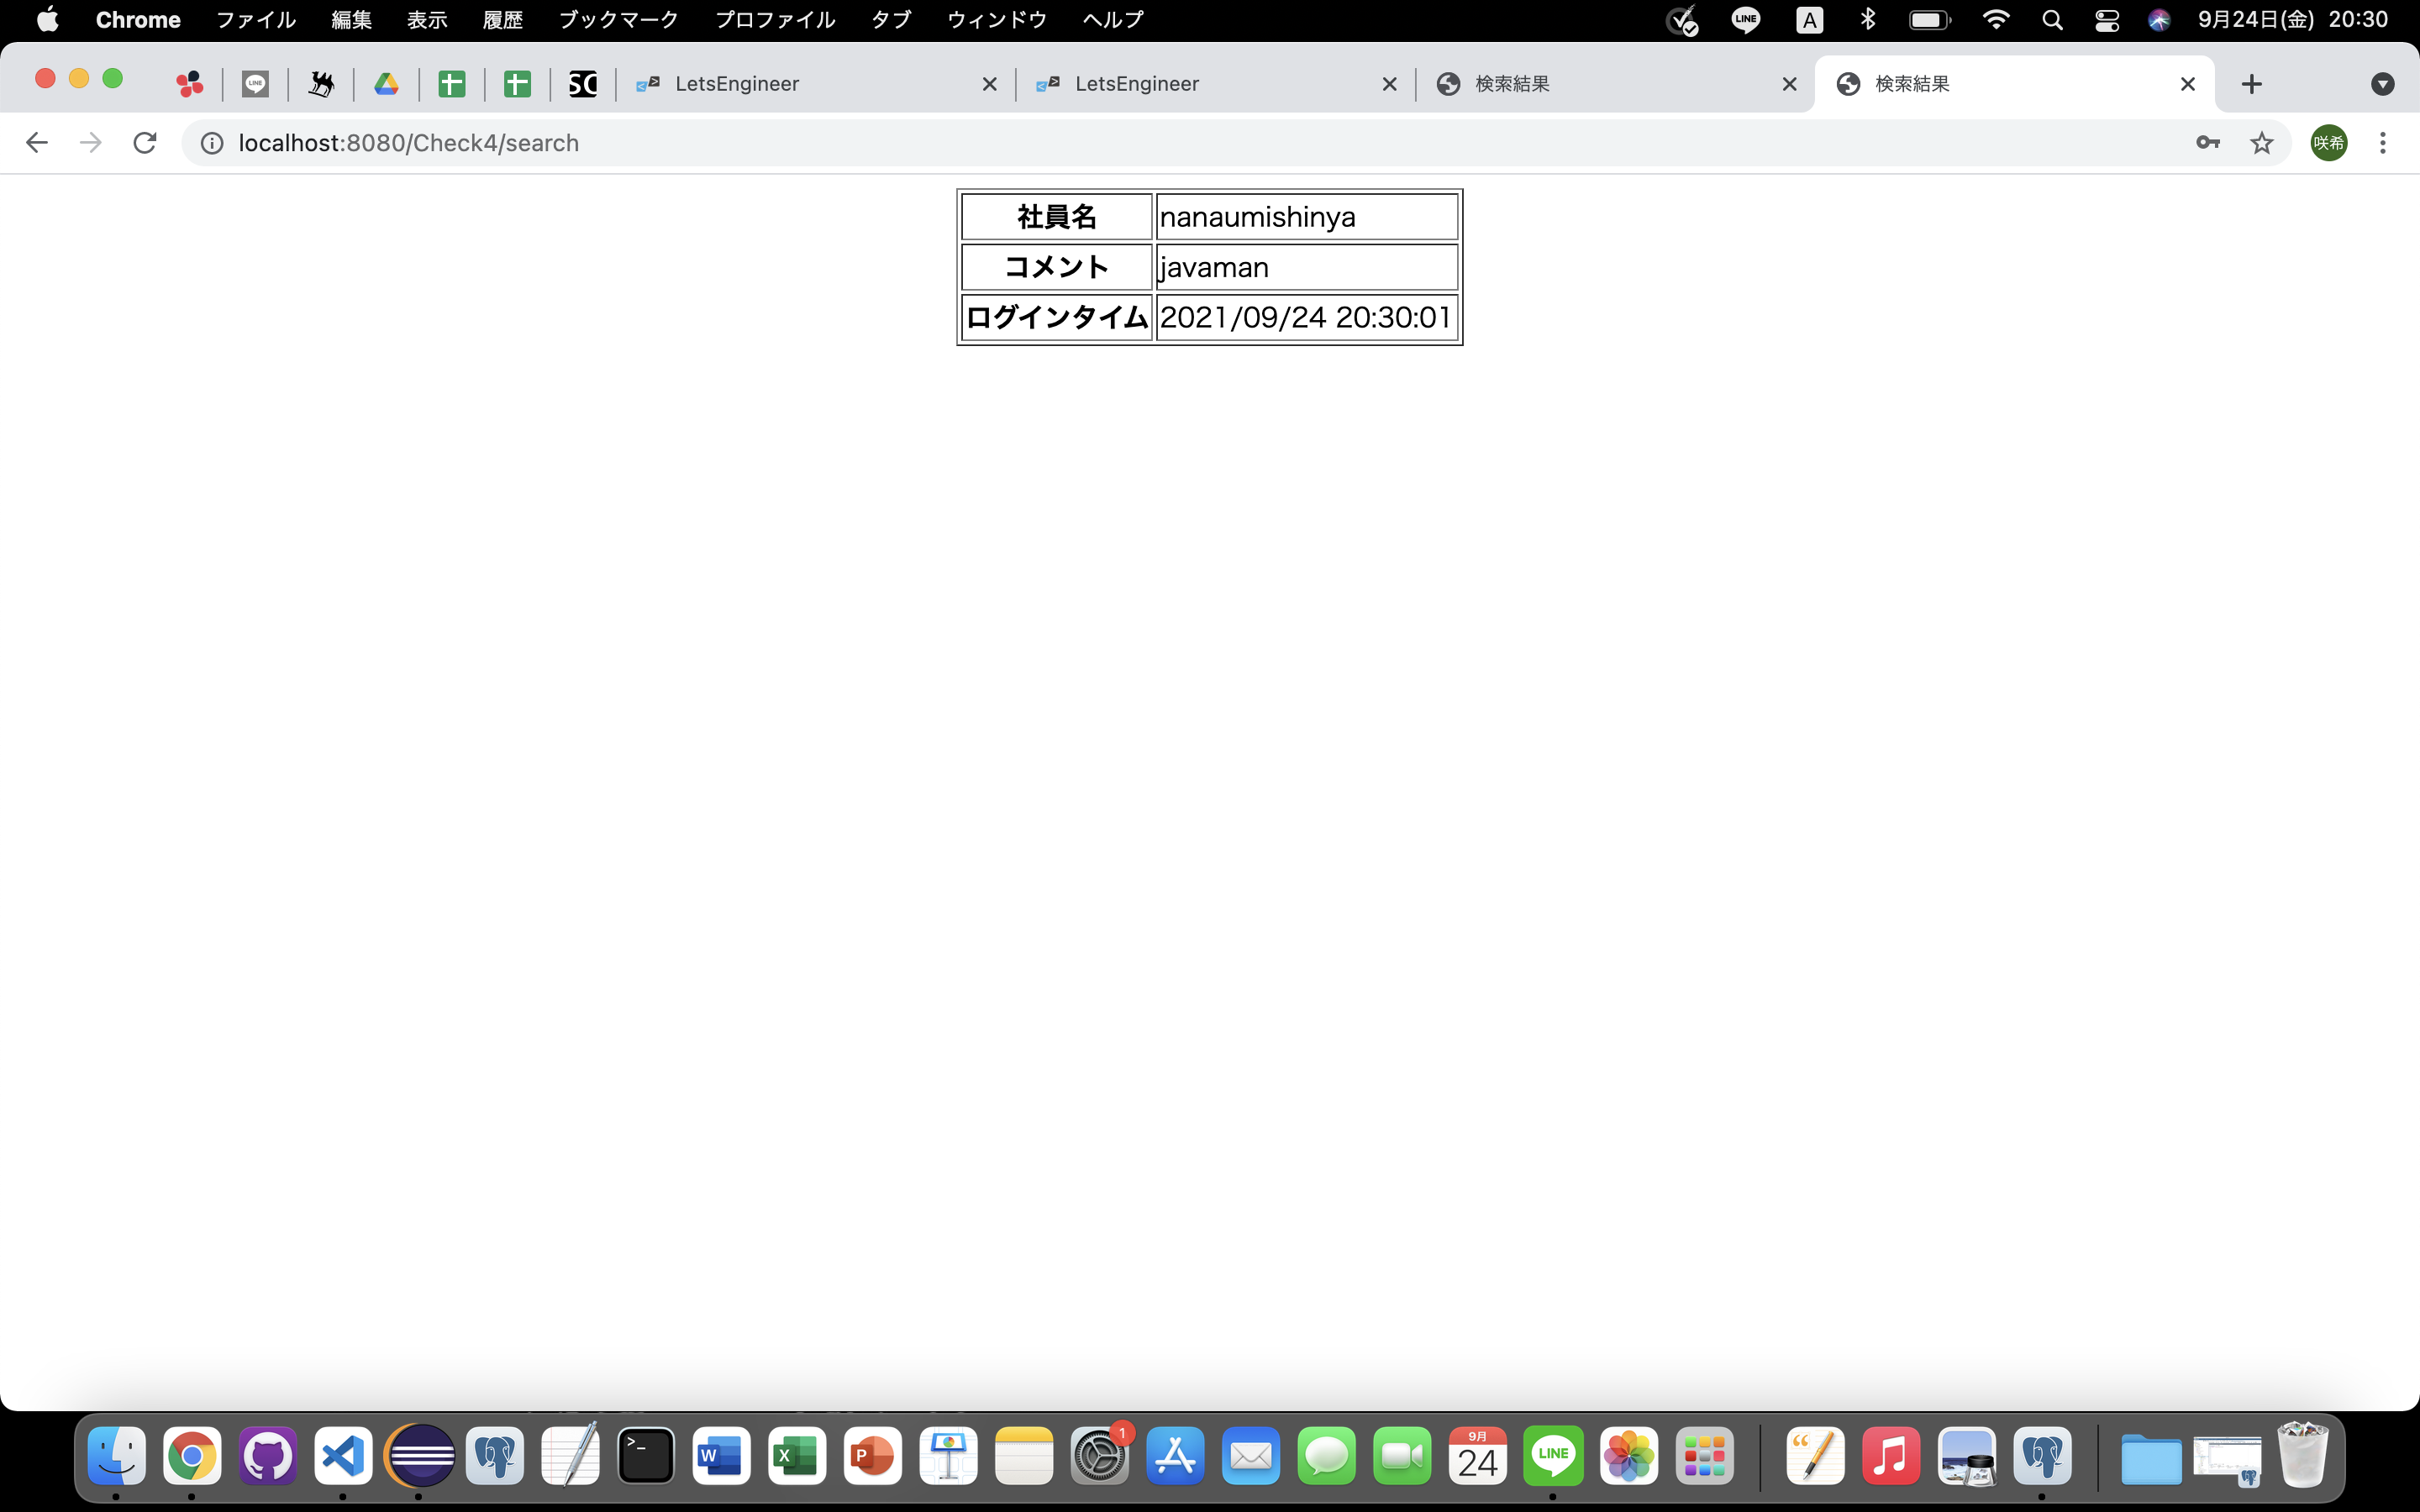 Chrome ファイル 編集 表示 履歴 ブックマーク プロファイル タブ ウィンドウ ヘルプ LINE A 9月24日(金) 20:30
LINE SC LetsEngineer LetsEngineer 検索結果 検索結果
localhost:8080/Check4/search 咲希
社員名 nanaumishinya
コメント javaman
ログインタイム 2021/09/24 20:30:01
>_ W X P 1 9月 24 LINE